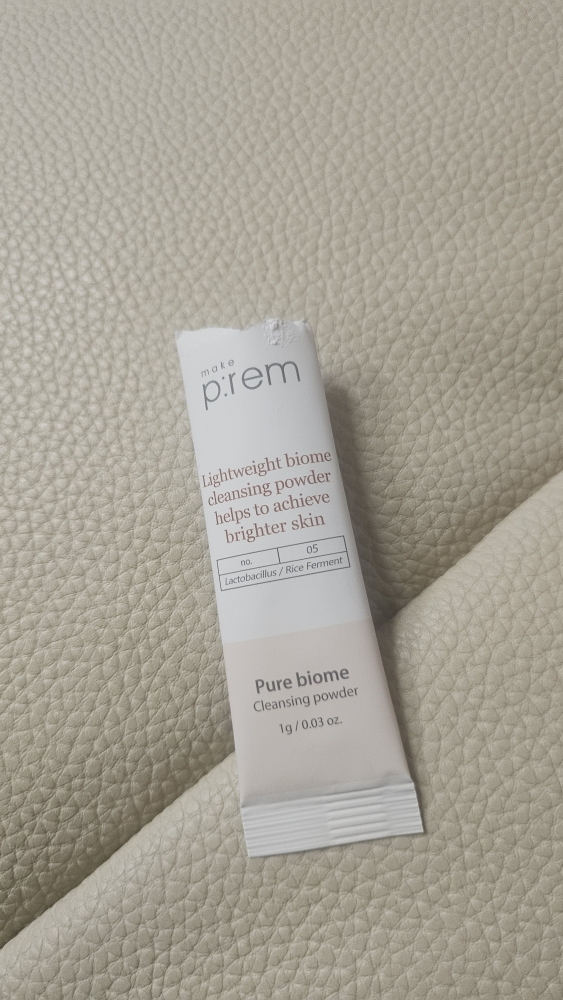 make
p:rem
Lightweight biome
cleansing powder
helps to achieve
brighter skin
no. 05
Lactobacillus / Rice Ferment
Pure biome
Cleansing powder
1g / 0.03 oz.